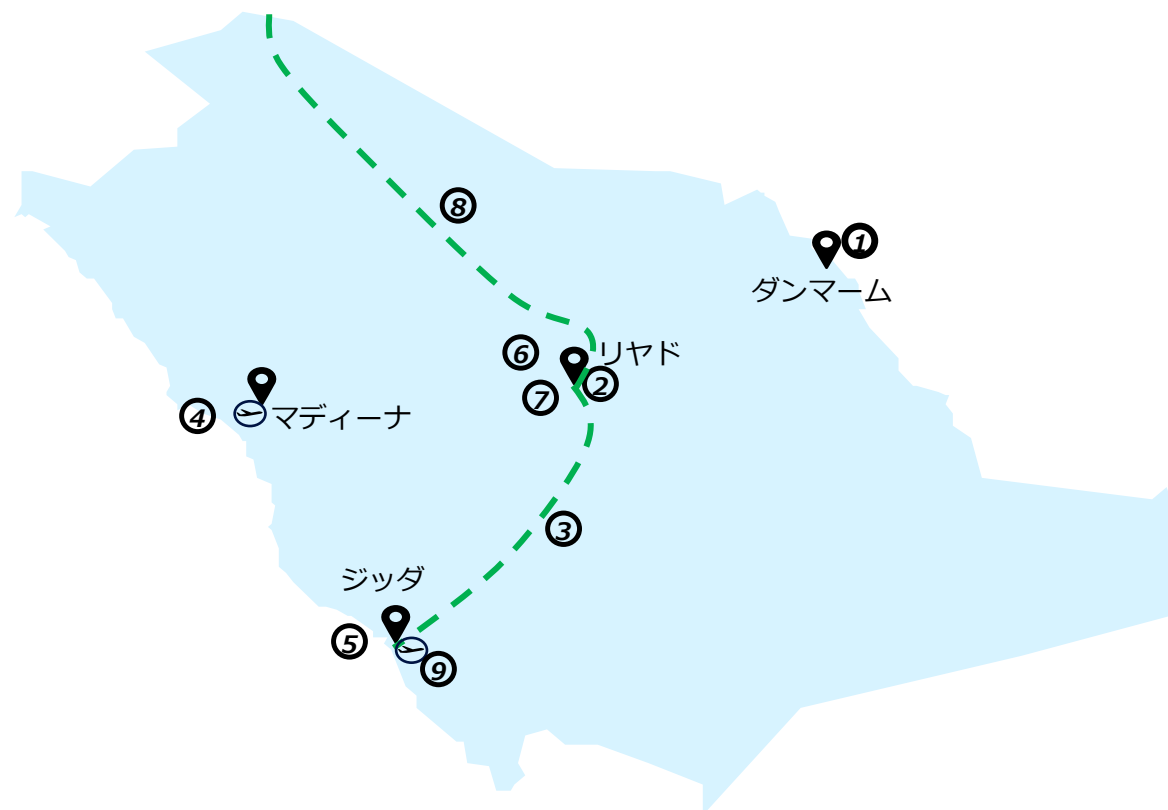 ⑧
①
ダンマーム
⑥
リヤド
②
⑦
④
マディーナ
③
ジッダ
⑤
⑨